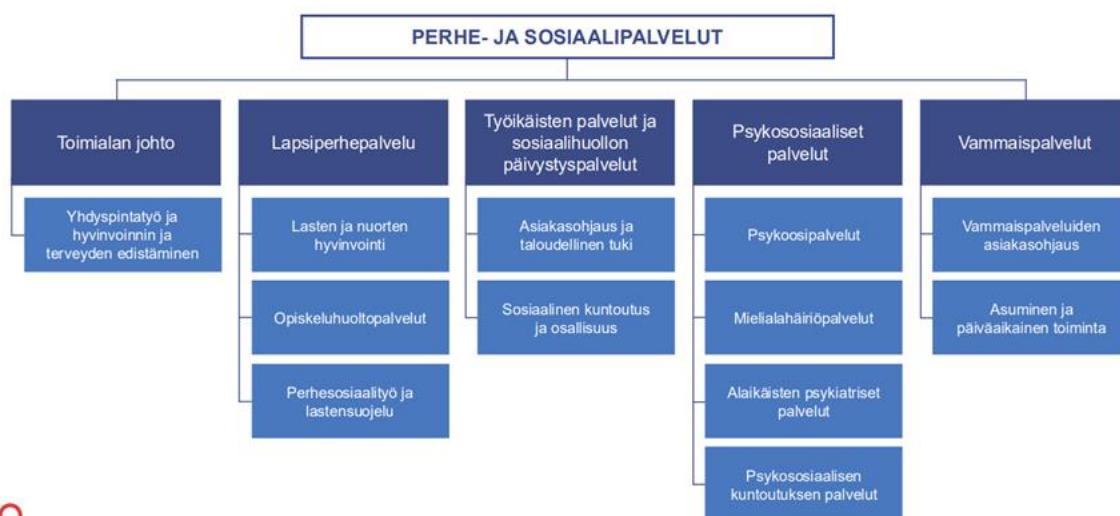 PERHE- JA SOSIAALIPALVELUT
Toimialan johto
Yhdyspintatyö ja
hyvinvoinnin ja
terveyden edistäminen
Lapsiperhepalvelu
Lasten ja nuorten
hyvinvointi
Opiskeluhuoltopalvelut
Perhesosiaalityö ja
lastensuojelu
Työikäisten palvelut ja
sosiaalihuollon
päivystyspalvelut
Asiakasohjaus ja
taloudellinen tuki
Sosiaalinen kuntoutus
ja osallisuus
Psykososiaaliset
palvelut
Psykoosipalvelut
Mielialahäiriöpalvelut
Alaikäisten psykiatriset
palvelut
Psykososiaalisen
kuntoutuksen palvelut
Vammaispalvelut
Vammaispalveluiden
asiakasohjaus
Asuminen ja
päiväaikainen toiminta